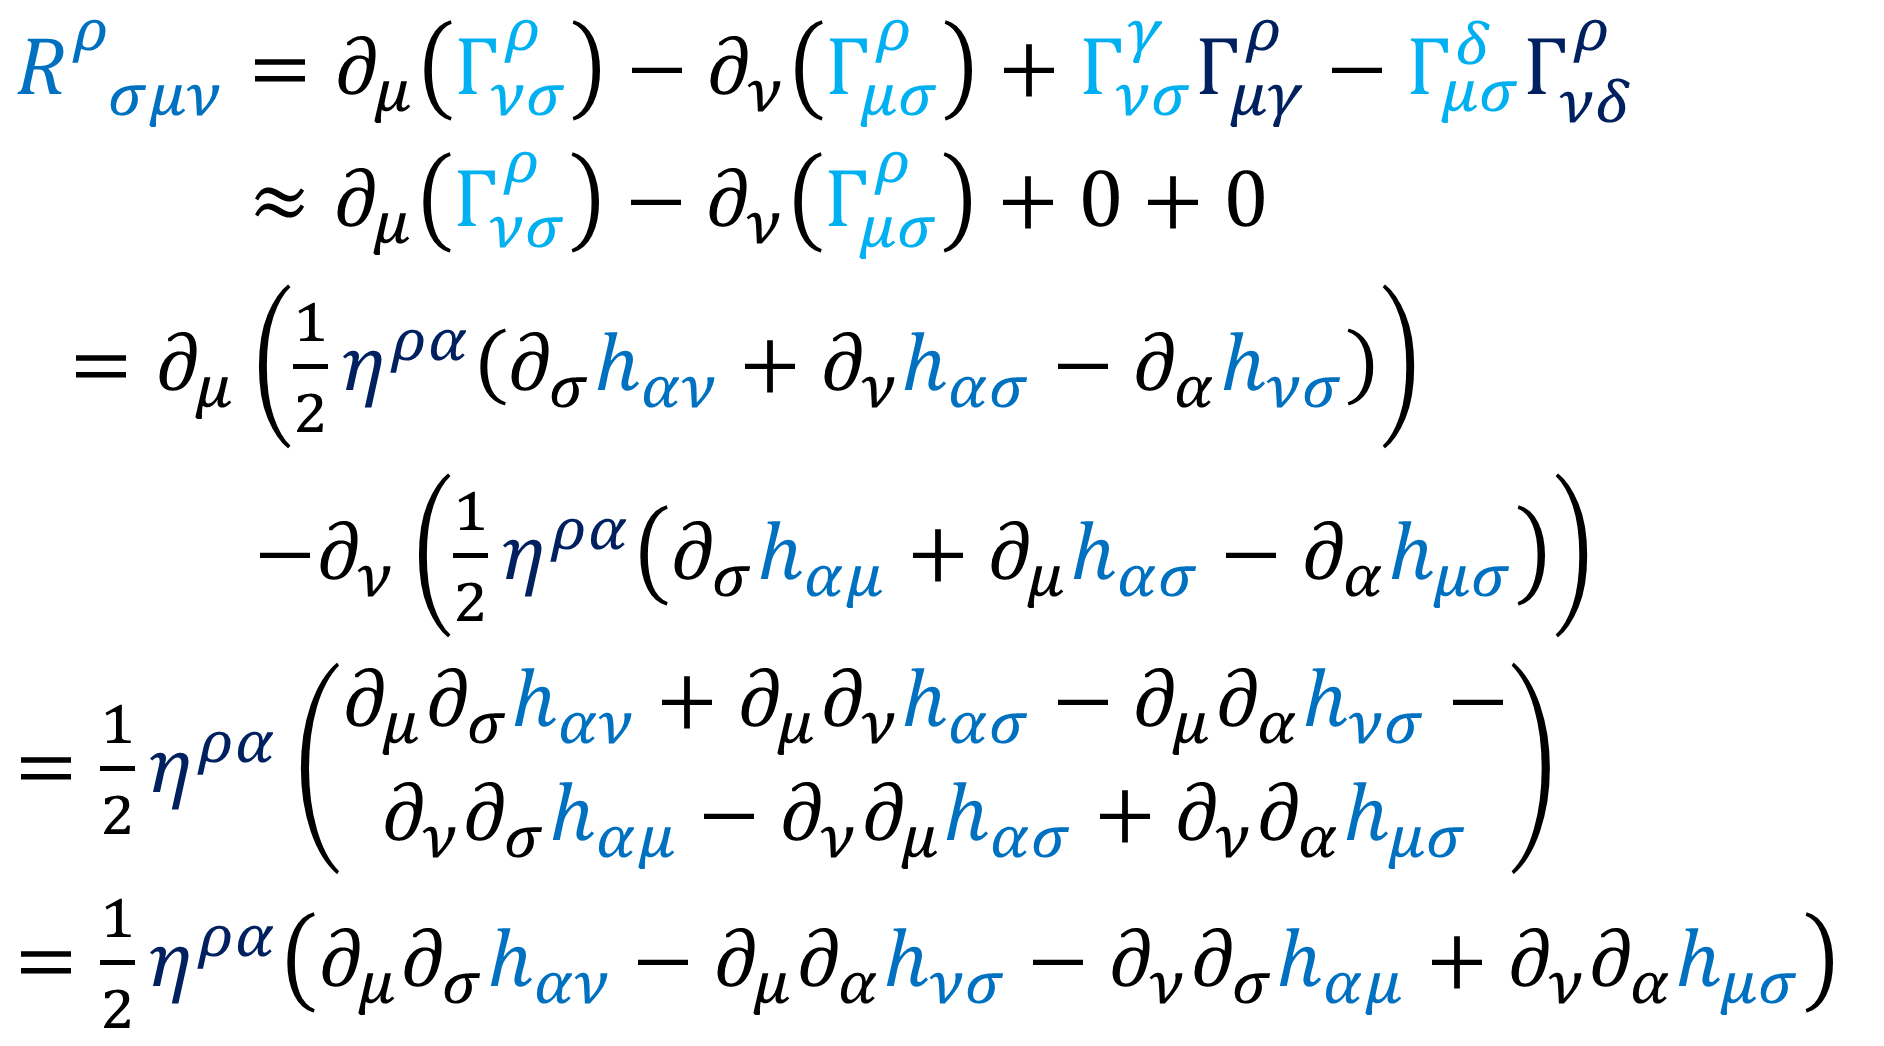 R^ρ_σμν = ∂_μ(Γ^ρ_νσ) − ∂_ν(Γ^ρ_μσ) + Γ^γ_νσ Γ^ρ_μγ − Γ^δ_μσ Γ^ρ_νδ
≈ ∂_μ(Γ^ρ_νσ) − ∂_ν(Γ^ρ_μσ) + 0 + 0
= ∂_μ(1/2 η^ρα(∂_σ h_αν + ∂_ν h_ασ − ∂_α h_νσ))
−∂_ν(1/2 η^ρα(∂_σ h_αμ + ∂_μ h_ασ − ∂_α h_μσ))
= 1/2 η^ρα(∂_μ ∂_σ h_αν + ∂_μ ∂_ν h_ασ − ∂_μ ∂_α h_νσ −
∂_ν ∂_σ h_αμ − ∂_ν ∂_μ h_ασ + ∂_ν ∂_α h_μσ)
= 1/2 η^ρα(∂_μ ∂_σ h_αν − ∂_μ ∂_α h_νσ − ∂_ν ∂_σ h_αμ + ∂_ν ∂_α h_μσ)